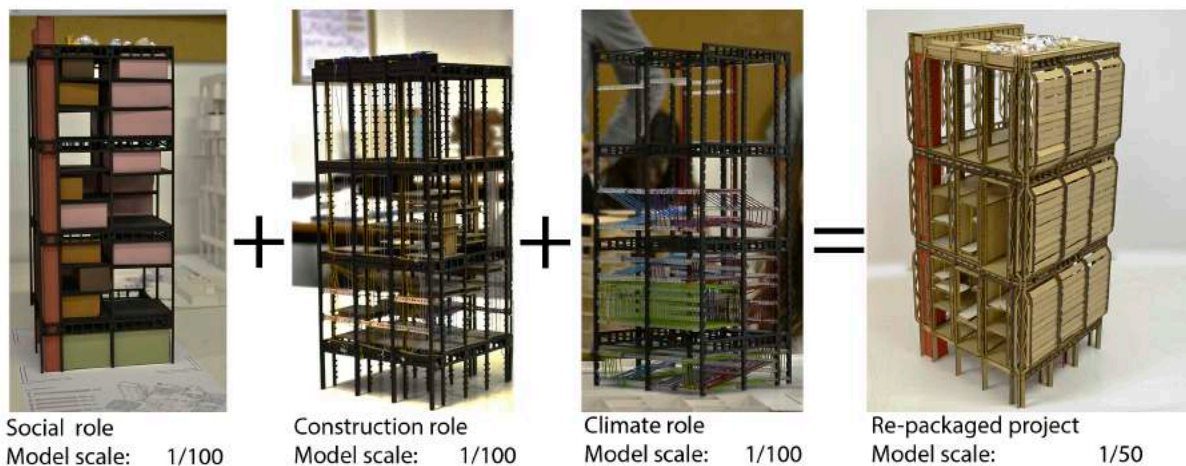 + + =
Social role
Model scale: 1/100
Construction role
Model scale: 1/100
Climate role
Model scale: 1/100
Re-packaged project
Model scale: 1/50